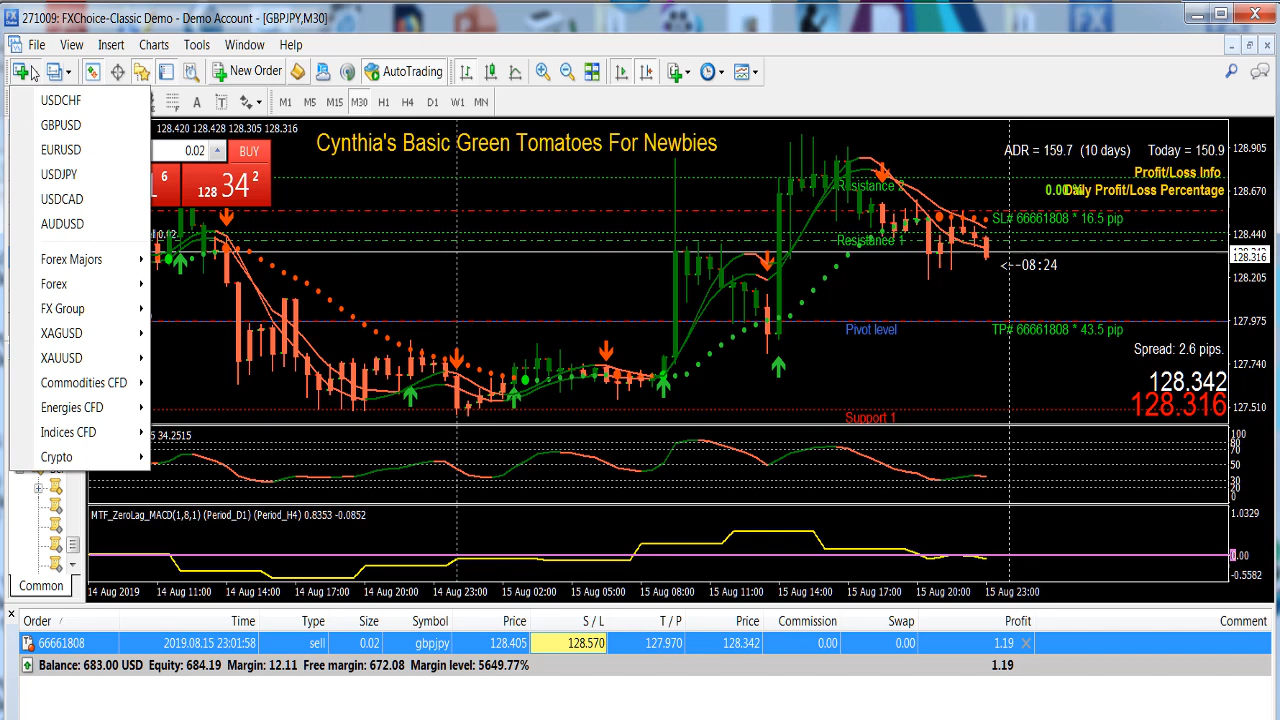 271009: FXChoice-Classic Demo - Demo Account - [GBPJPY,M30]
File View Insert Charts Tools Window Help
New Order AutoTrading
A T M1 M5 M15 M30 H1 H4 D1 W1 MN
USDCHF
GBPUSD
EURUSD
USDJPY
USDCAD
AUDUSD
Forex Majors
Forex
FX Group
XAGUSD
XAUUSD
Commodities CFD
Energies CFD
Indices CFD
Crypto
Common
128.420 128.428 128.305 128.316
0.02 BUY
6 128 34 2
Cynthia's Basic Green Tomatoes For Newbies
ADR = 159.7 (10 days) Today = 150.9
Profit/Loss Info
Daily Profit/Loss Percentage
Resistance 2
SL# 66661808 * 16.5 pip
Resistance 1
<--08:24
Pivot level
TP# 66661808 * 43.5 pip
Spread: 2.6 pips.
128.342
128.316
Support 1
128.905
128.670
128.440
128.316
128.205
127.975
127.740
127.510
34.2515
100
70
50
30
0
MTF_ZeroLag_MACD(1,8,1) (Period_D1) (Period_H4) 0.8353 -0.0852
1.0329
-0.5582
14 Aug 2019 14 Aug 11:00 14 Aug 14:00 14 Aug 17:00 14 Aug 20:00 14 Aug 23:00 15 Aug 02:00 15 Aug 05:00 15 Aug 08:00 15 Aug 11:00 15 Aug 14:00 15 Aug 17:00 15 Aug 20:00 15 Aug 23:00
Order Time Type Size Symbol Price S / L T / P Price Commission Swap Profit Comment
66661808 2019.08.15 23:01:58 sell 0.02 gbpjpy 128.405 128.570 127.970 128.342 0.00 0.00 1.19
Balance: 683.00 USD Equity: 684.19 Margin: 12.11 Free margin: 672.08 Margin level: 5649.77% 1.19